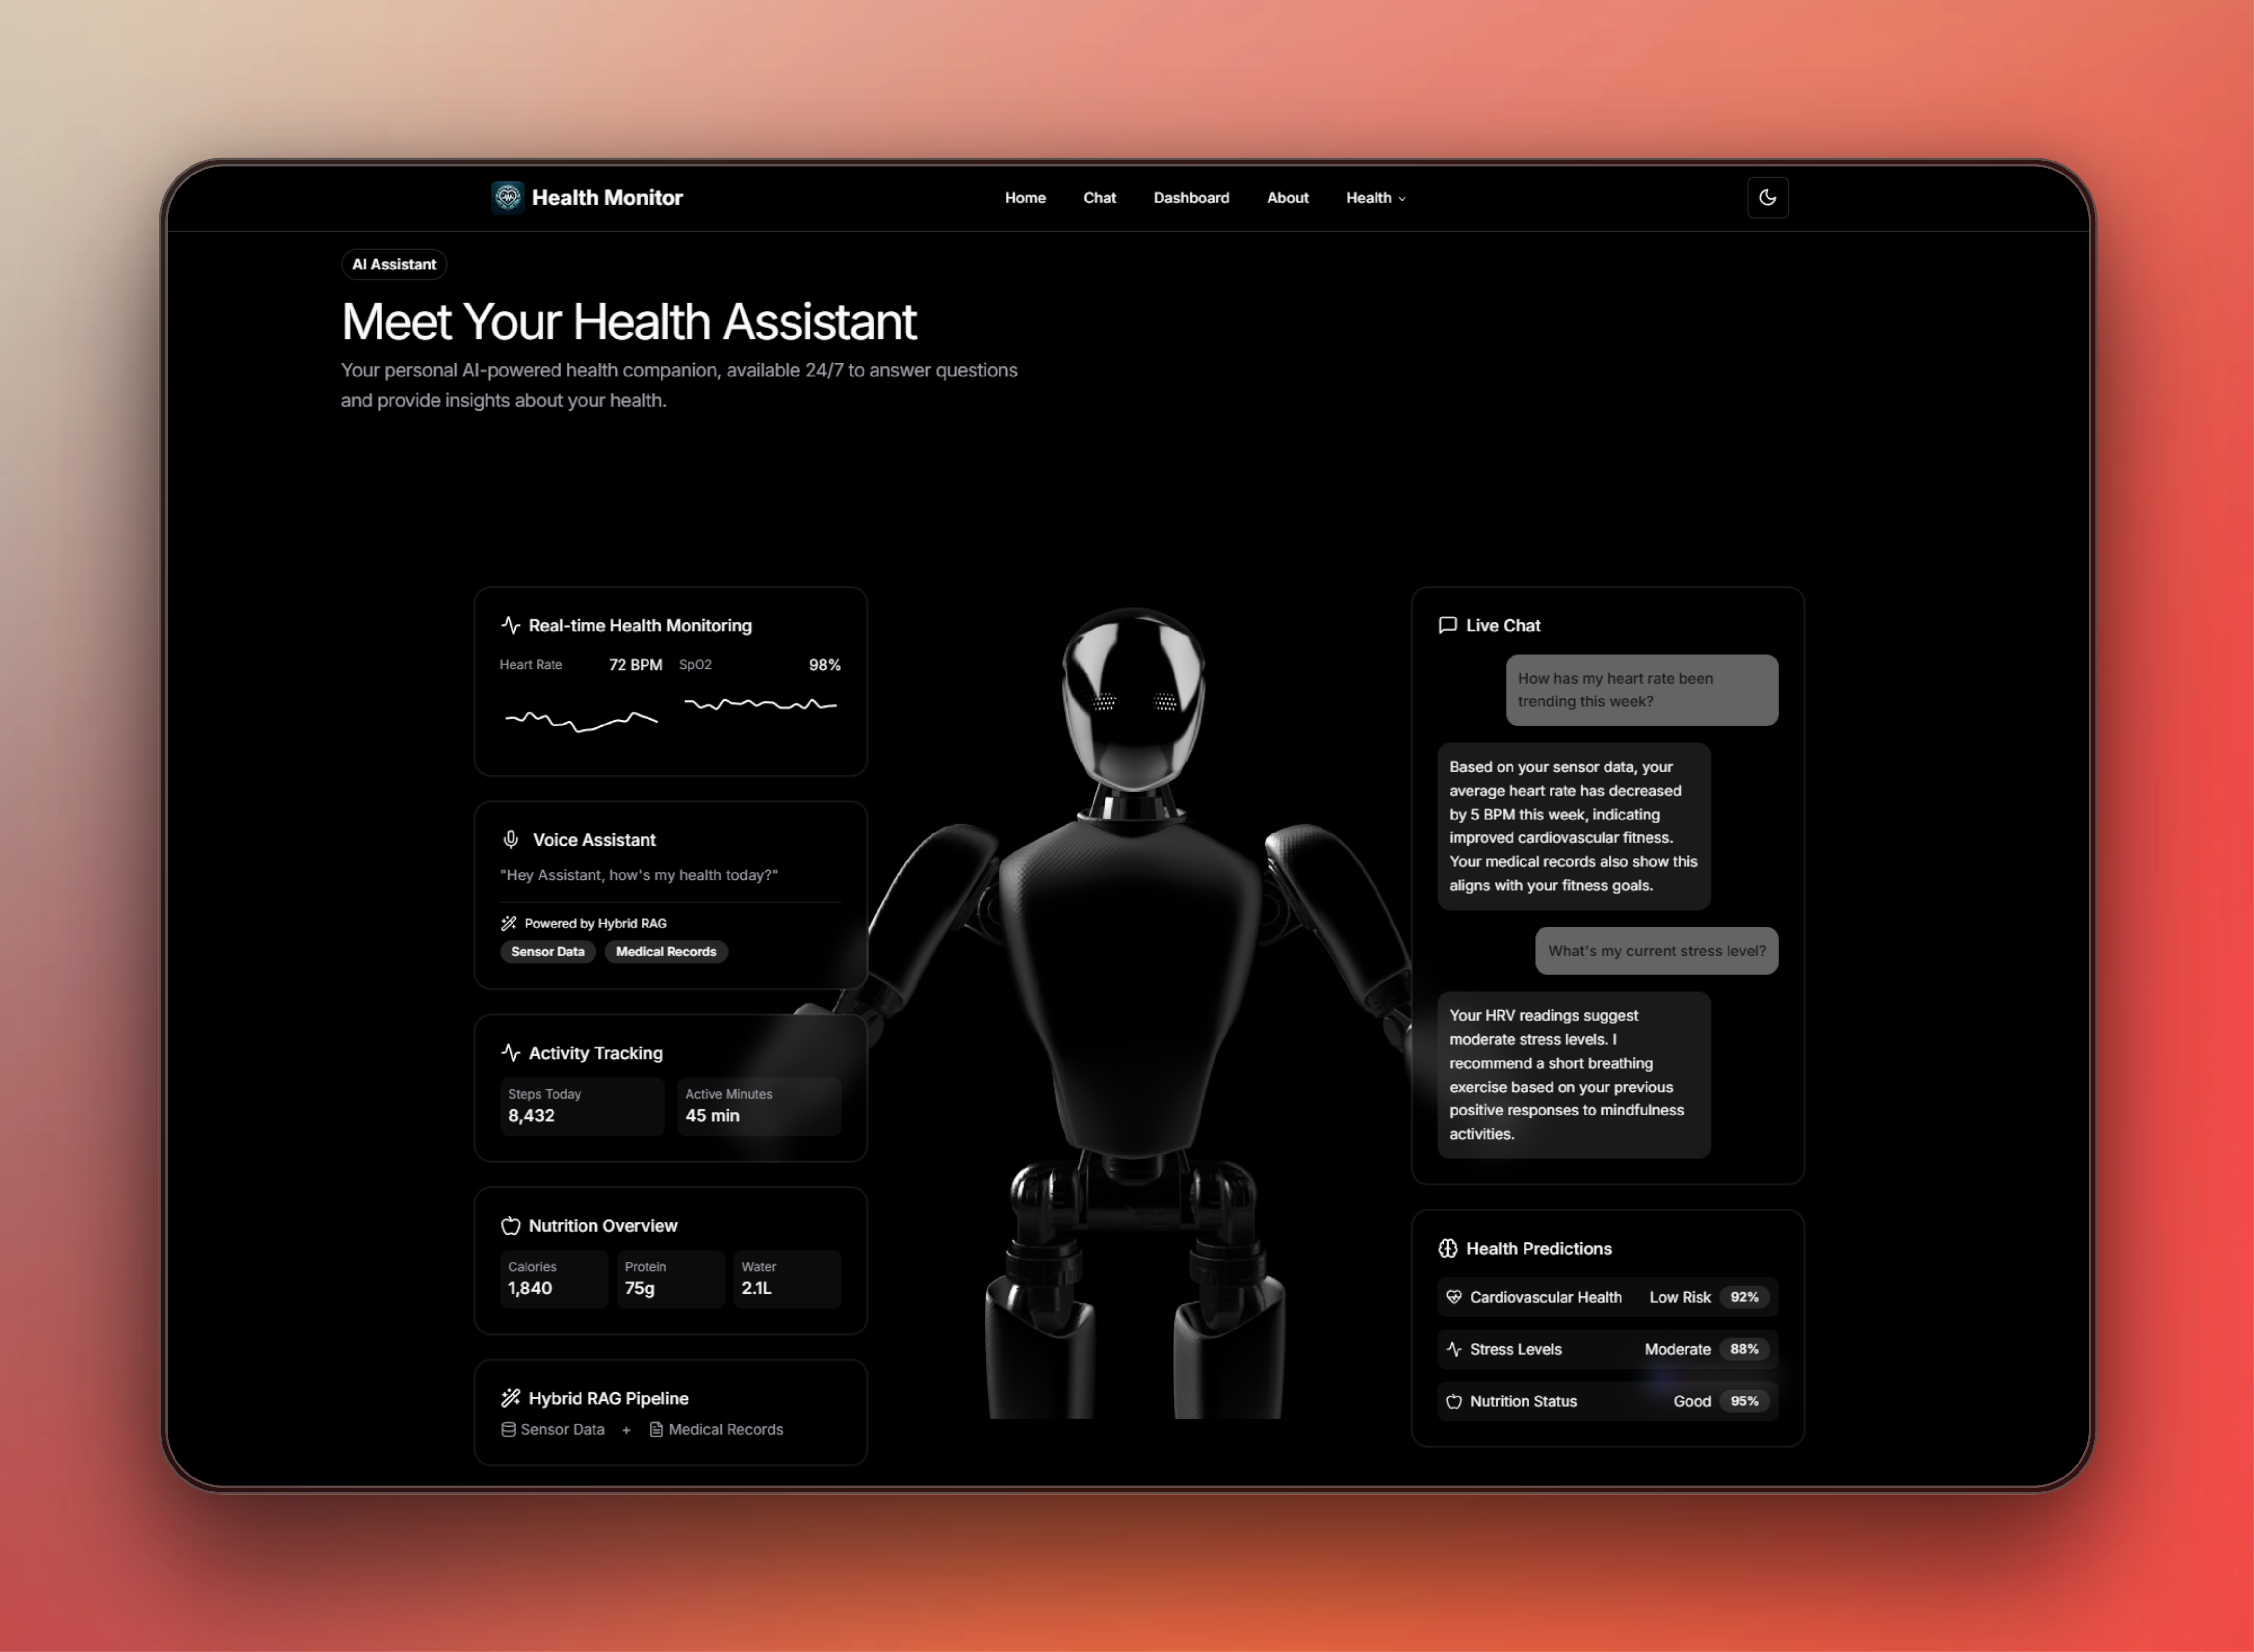 Health Monitor
Home Chat Dashboard About Health
AI Assistant
Meet Your Health Assistant
Your personal AI-powered health companion, available 24/7 to answer questions
and provide insights about your health.
Real-time Health Monitoring
Heart Rate 72 BPM SpO2 98%
Voice Assistant
"Hey Assistant, how's my health today?"
Powered by Hybrid RAG
Sensor Data Medical Records
Activity Tracking
Steps Today Active Minutes
8,432 45 min
Nutrition Overview
Calories Protein Water
1,840 75g 2.1L
Hybrid RAG Pipeline
Sensor Data + Medical Records
Live Chat
How has my heart rate been
trending this week?
Based on your sensor data, your
average heart rate has decreased
by 5 BPM this week, indicating
improved cardiovascular fitness.
Your medical records also show this
aligns with your fitness goals.
What's my current stress level?
Your HRV readings suggest
moderate stress levels. I
recommend a short breathing
exercise based on your previous
positive responses to mindfulness
activities.
Health Predictions
Cardiovascular Health Low Risk 92%
Stress Levels Moderate 88%
Nutrition Status Good 95%